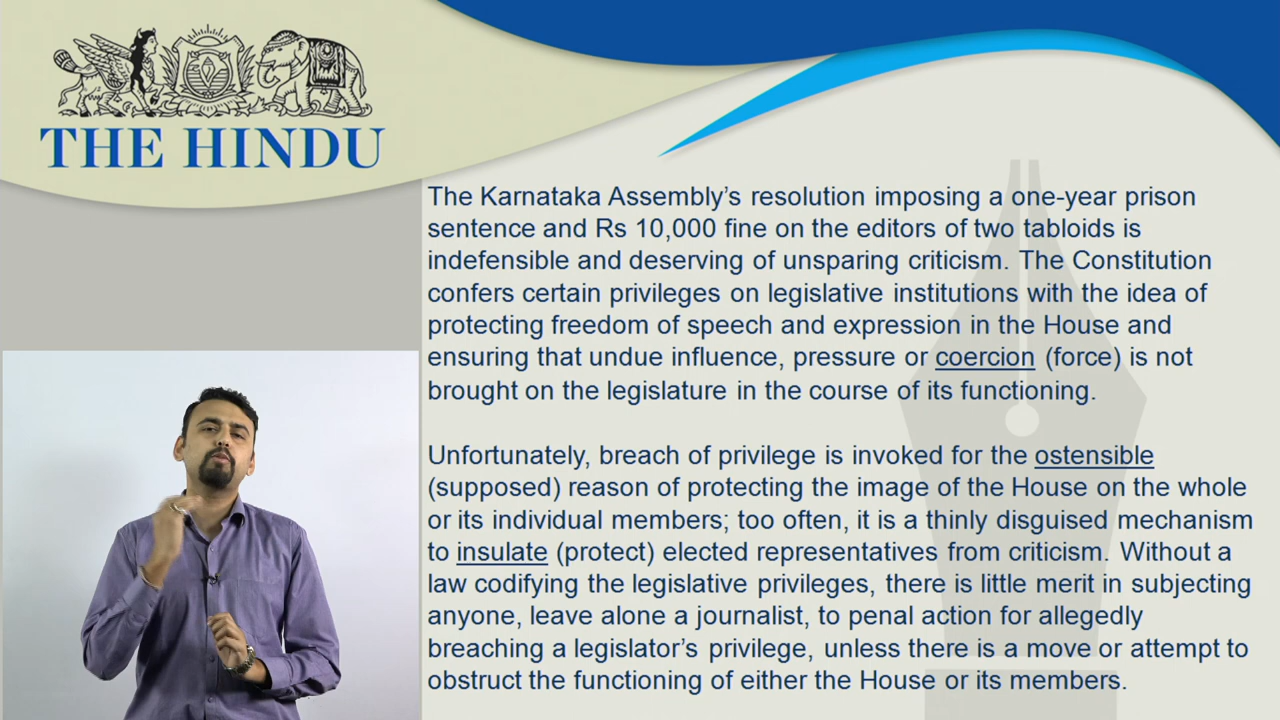 THE HINDU
The Karnataka Assembly’s resolution imposing a one-year prison
sentence and Rs 10,000 fine on the editors of two tabloids is
indefensible and deserving of unsparing criticism. The Constitution
confers certain privileges on legislative institutions with the idea of
protecting freedom of speech and expression in the House and
ensuring that undue influence, pressure or coercion (force) is not
brought on the legislature in the course of its functioning.
Unfortunately, breach of privilege is invoked for the ostensible
(supposed) reason of protecting the image of the House on the whole
or its individual members; too often, it is a thinly disguised mechanism
to insulate (protect) elected representatives from criticism. Without a
law codifying the legislative privileges, there is little merit in subjecting
anyone, leave alone a journalist, to penal action for allegedly
breaching a legislator’s privilege, unless there is a move or attempt to
obstruct the functioning of either the House or its members.